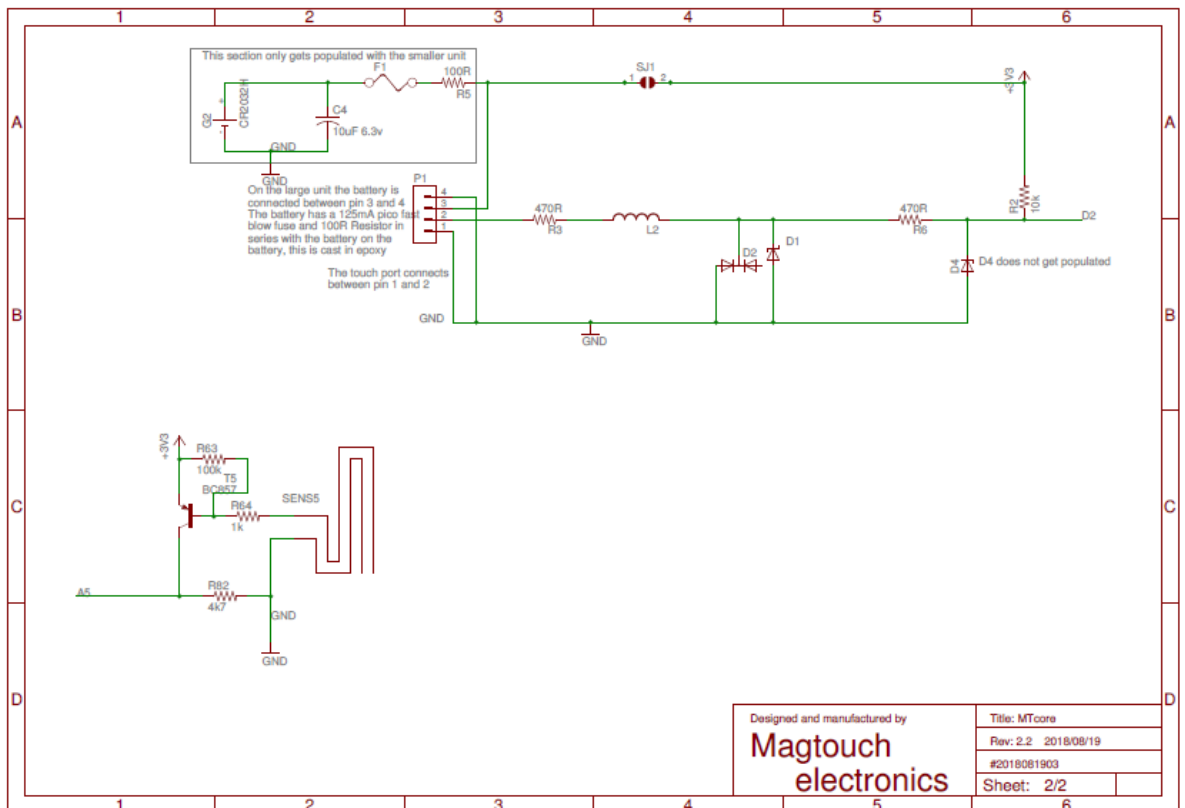 1 2 3 4 5 6
This section only gets populated with the smaller unit
F1
100R
R5
SJ1
1 2
+3V3
A
A
G2
+
-
CR2032H
C4
10uF 6.3v
GND
GND
On the large unit the battery is
connected between pin 3 and 4
The battery has a 125mA pico fast
blow fuse and 100R Resistor in
series with the battery on the
battery, this is cast in epoxy
P1
4
3
2
1
470R
R3
L2
470R
R6
R2
10k
D2
D2
D1
D4
D4 does not get populated
The touch port connects
between pin 1 and 2
B
B
GND
GND
+3V3
R63
100k
T5
BC857
R64
1k
SENS5
C
C
A5
R82
4k7
GND
GND
D
D
Designed and manufactured by
Magtouch
electronics
Title: MTcore
Rev: 2.2 2018/08/19
#2018081903
Sheet: 2/2
1 2 3 4 5 6